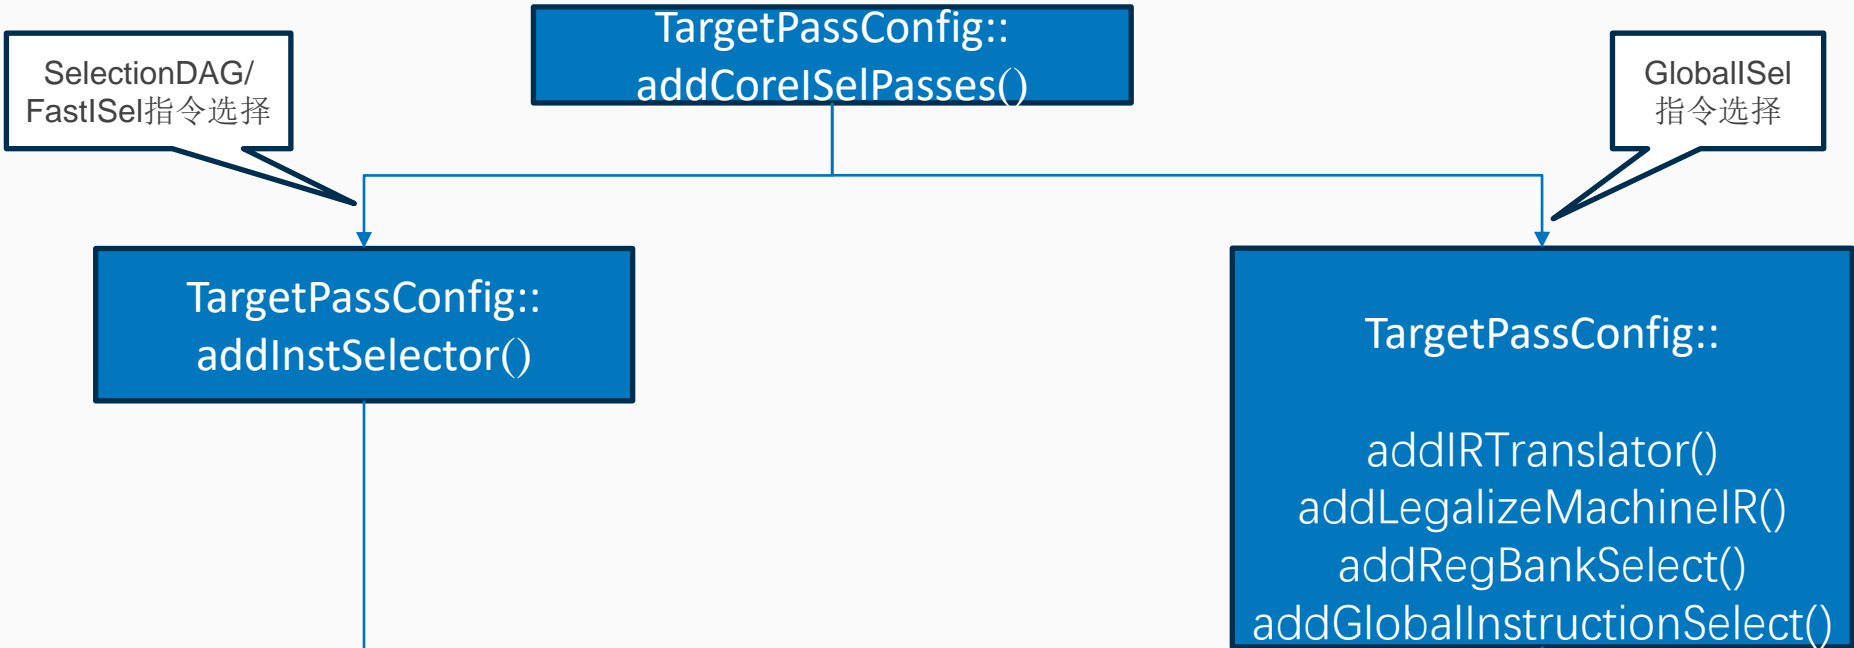 TargetPassConfig::
addCoreISelPasses()
SelectionDAG/
FastISel指令选择
GlobalISel
指令选择
TargetPassConfig::
addInstSelector()
TargetPassConfig::
addIRTranslator()
addLegalizeMachineIR()
addRegBankSelect()
addGlobalInstructionSelect()